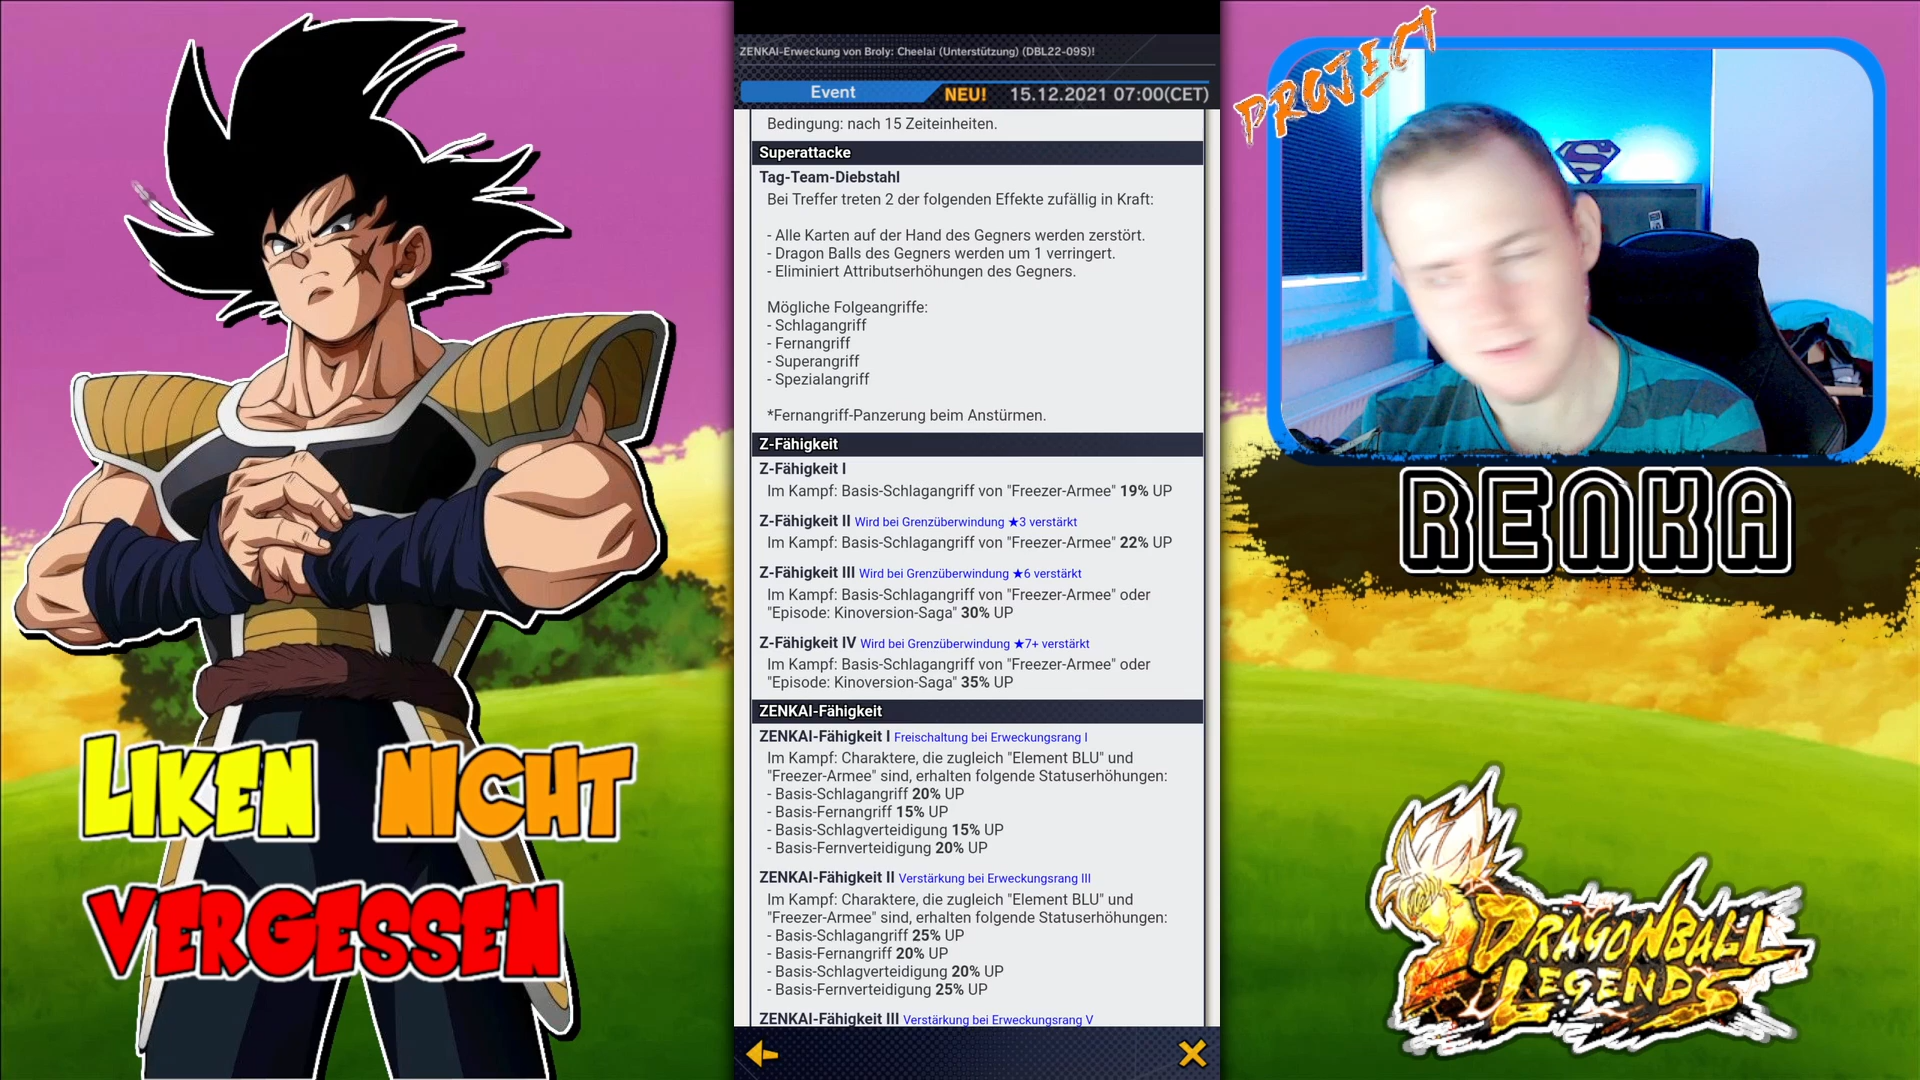 ZENKAI-Erweckung von Broly: Cheelai (Unterstützung) (DBL22-09S)!
Event NEU! 15.12.2021 07:00(CET)
Bedingung: nach 15 Zeiteinheiten.
Superattacke
Tag-Team-Diebstahl
Bei Treffer treten 2 der folgenden Effekte zufällig in Kraft:
- Alle Karten auf der Hand des Gegners werden zerstört.
- Dragon Balls des Gegners werden um 1 verringert.
- Eliminiert Attributserhöhungen des Gegners.
Mögliche Folgeangriffe:
- Schlagangriff
- Fernangriff
- Superangriff
- Spezialangriff
*Fernangriff-Panzerung beim Anstürmen.
Z-Fähigkeit
Z-Fähigkeit I
Im Kampf: Basis-Schlagangriff von "Freezer-Armee" 19% UP
Z-Fähigkeit II Wird bei Grenzüberwindung ★3 verstärkt
Im Kampf: Basis-Schlagangriff von "Freezer-Armee" 22% UP
Z-Fähigkeit III Wird bei Grenzüberwindung ★6 verstärkt
Im Kampf: Basis-Schlagangriff von "Freezer-Armee" oder
"Episode: Kinoversion-Saga" 30% UP
Z-Fähigkeit IV Wird bei Grenzüberwindung ★7+ verstärkt
Im Kampf: Basis-Schlagangriff von "Freezer-Armee" oder
"Episode: Kinoversion-Saga" 35% UP
ZENKAI-Fähigkeit
ZENKAI-Fähigkeit I Freischaltung bei Erweckungsrang I
Im Kampf: Charaktere, die zugleich "Element BLU" und
"Freezer-Armee" sind, erhalten folgende Statuserhöhungen:
- Basis-Schlagangriff 20% UP
- Basis-Fernangriff 15% UP
- Basis-Schlagverteidigung 15% UP
- Basis-Fernverteidigung 20% UP
ZENKAI-Fähigkeit II Verstärkung bei Erweckungsrang III
Im Kampf: Charaktere, die zugleich "Element BLU" und
"Freezer-Armee" sind, erhalten folgende Statuserhöhungen:
- Basis-Schlagangriff 25% UP
- Basis-Fernangriff 20% UP
- Basis-Schlagverteidigung 20% UP
- Basis-Fernverteidigung 25% UP
ZENKAI-Fähigkeit III Verstärkung bei Erweckungsrang V
LIKEN NICHT
VERGESSEN
PROJECT
RENKA
DRAGONBALL
LEGENDS